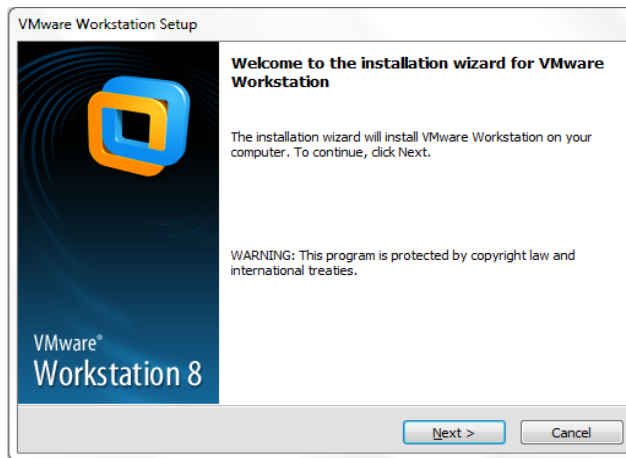 VMware Workstation Setup
Welcome to the installation wizard for VMware
Workstation
The installation wizard will install VMware Workstation on your
computer. To continue, click Next.
WARNING: This program is protected by copyright law and
international treaties.
VMware®
Workstation 8
Next >
Cancel